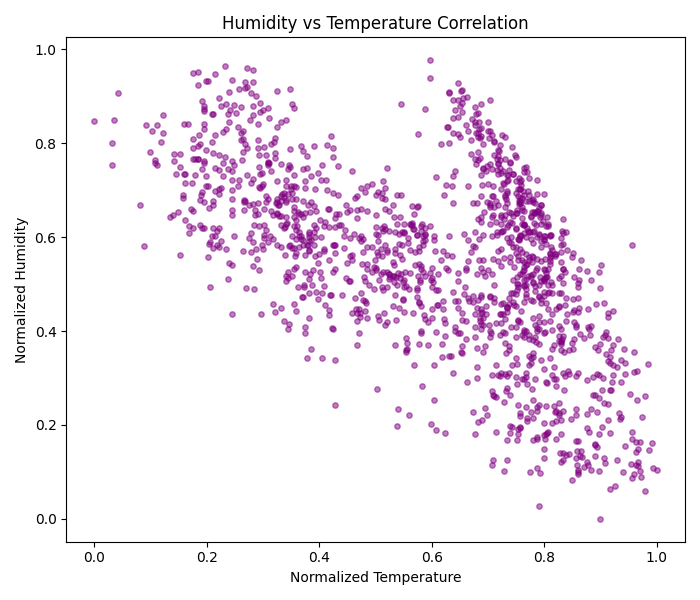 Humidity vs Temperature Correlation
Normalized Humidity
1.0
0.8
0.6
0.4
0.2
0.0
0.0 0.2 0.4 0.6 0.8 1.0
Normalized Temperature